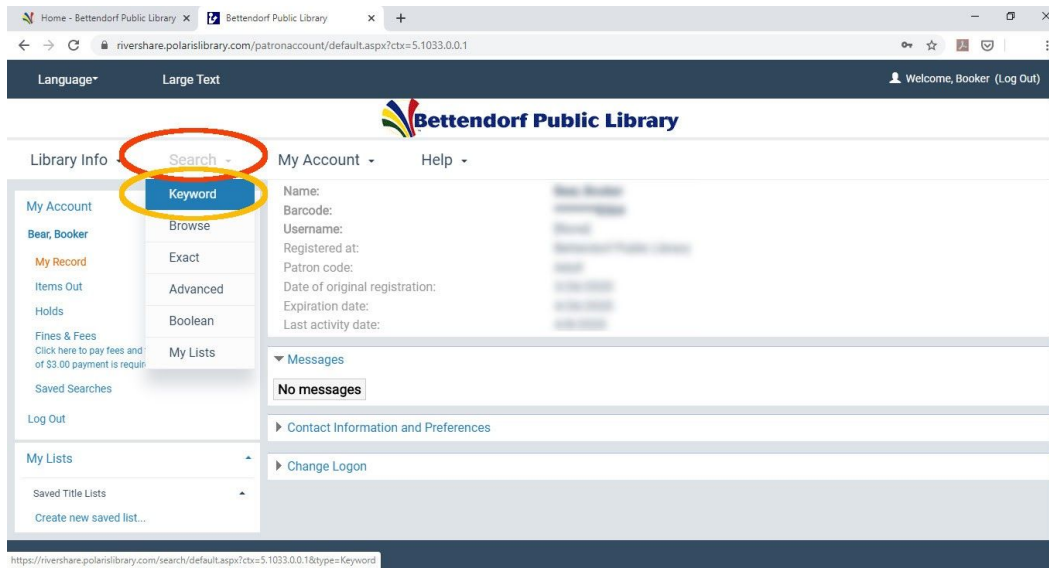 Home - Bettendorf Public Library
Bettendorf Public Library
rivershare.polarislibrary.com/patronaccount/default.aspx?ctx=5.1033.0.0.1
Language
Large Text
Welcome, Booker (Log Out)
Bettendorf Public Library
Library Info
Search
My Account
Help
Keyword
Browse
Exact
Advanced
Boolean
My Lists
My Account
Bear, Booker
My Record
Items Out
Holds
Fines & Fees
Click here to pay fees and
of $3.00 payment is requir
Saved Searches
Log Out
My Lists
Saved Title Lists
Create new saved list...
Name:
Barcode:
Username:
Registered at:
Patron code:
Date of original registration:
Expiration date:
Last activity date:
Messages
No messages
Contact Information and Preferences
Change Logon
https://rivershare.polarislibrary.com/search/default.aspx?ctx=5.1033.0.0.1&type=Keyword